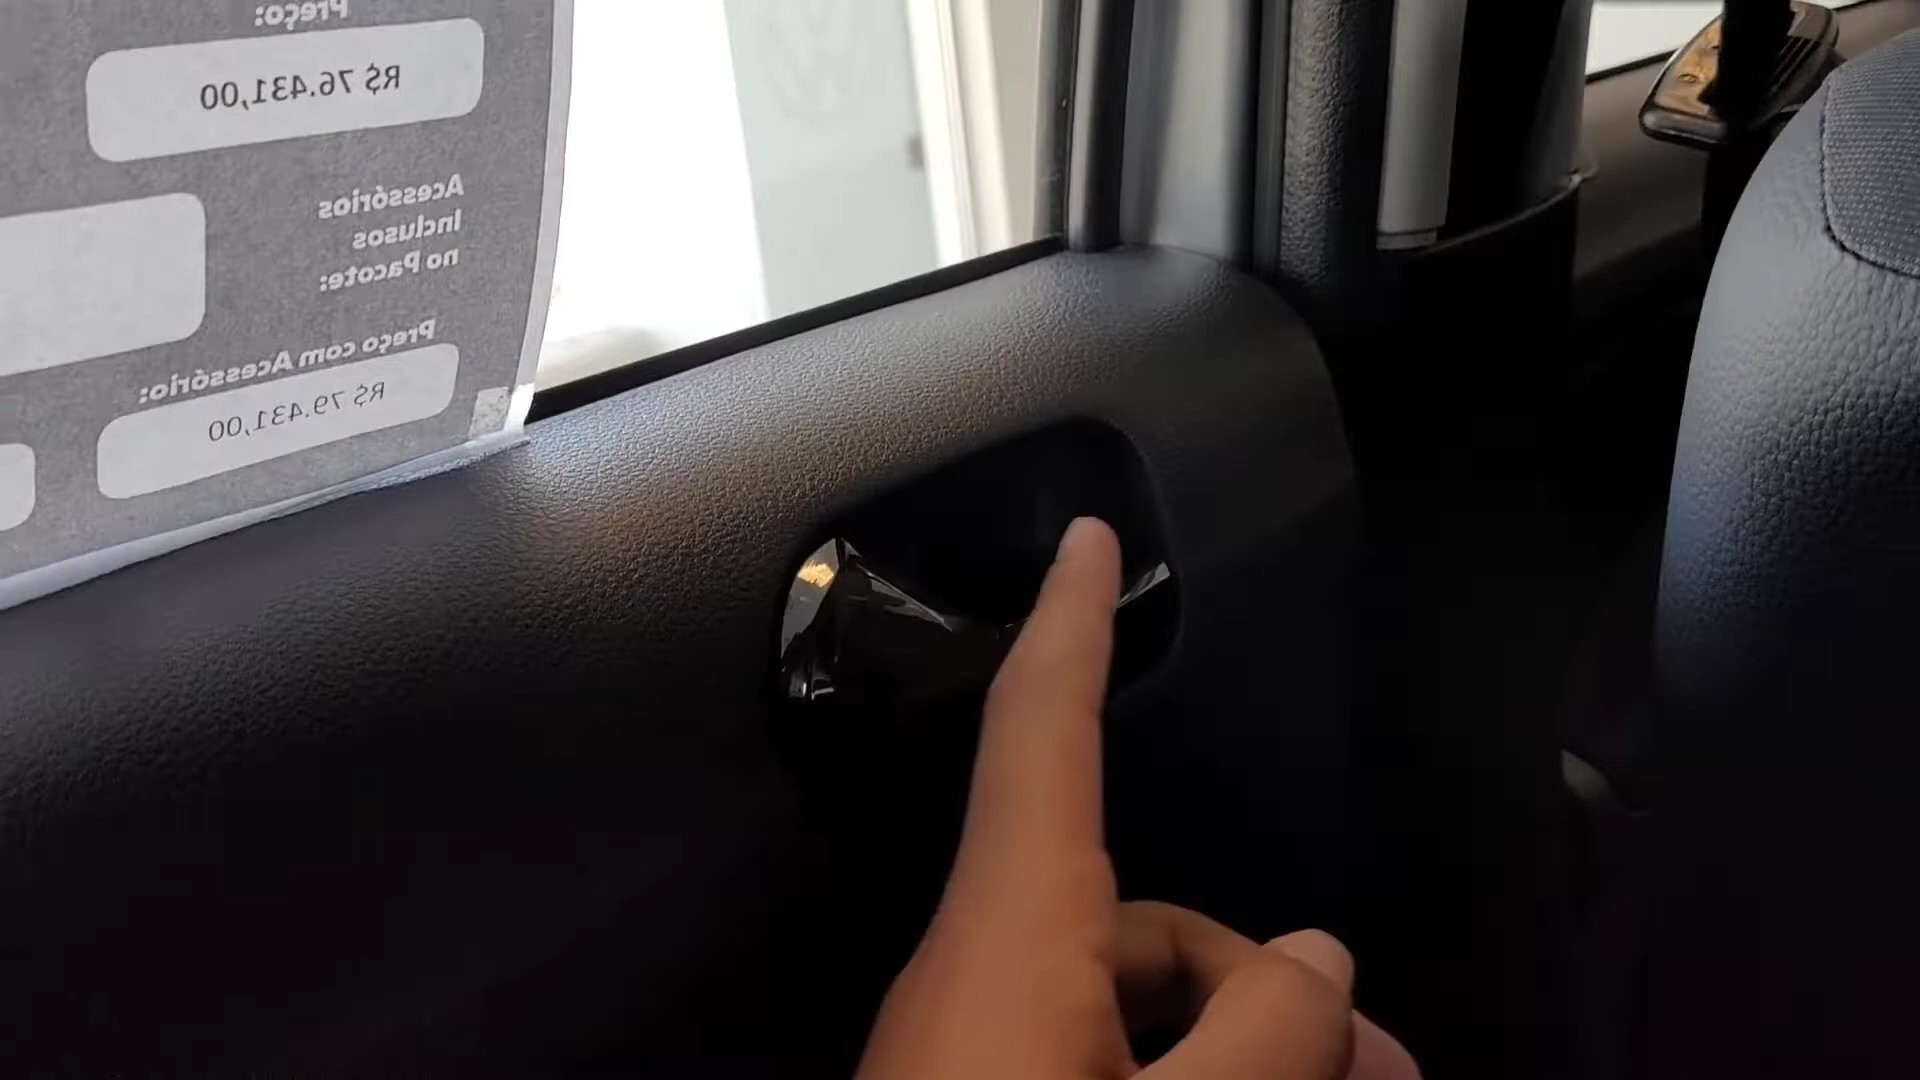 Preço:
R$ 76.431,00
Acessórios
Inclusos
no Pacote:
Preço com Acessório:
R$ 79.431,00